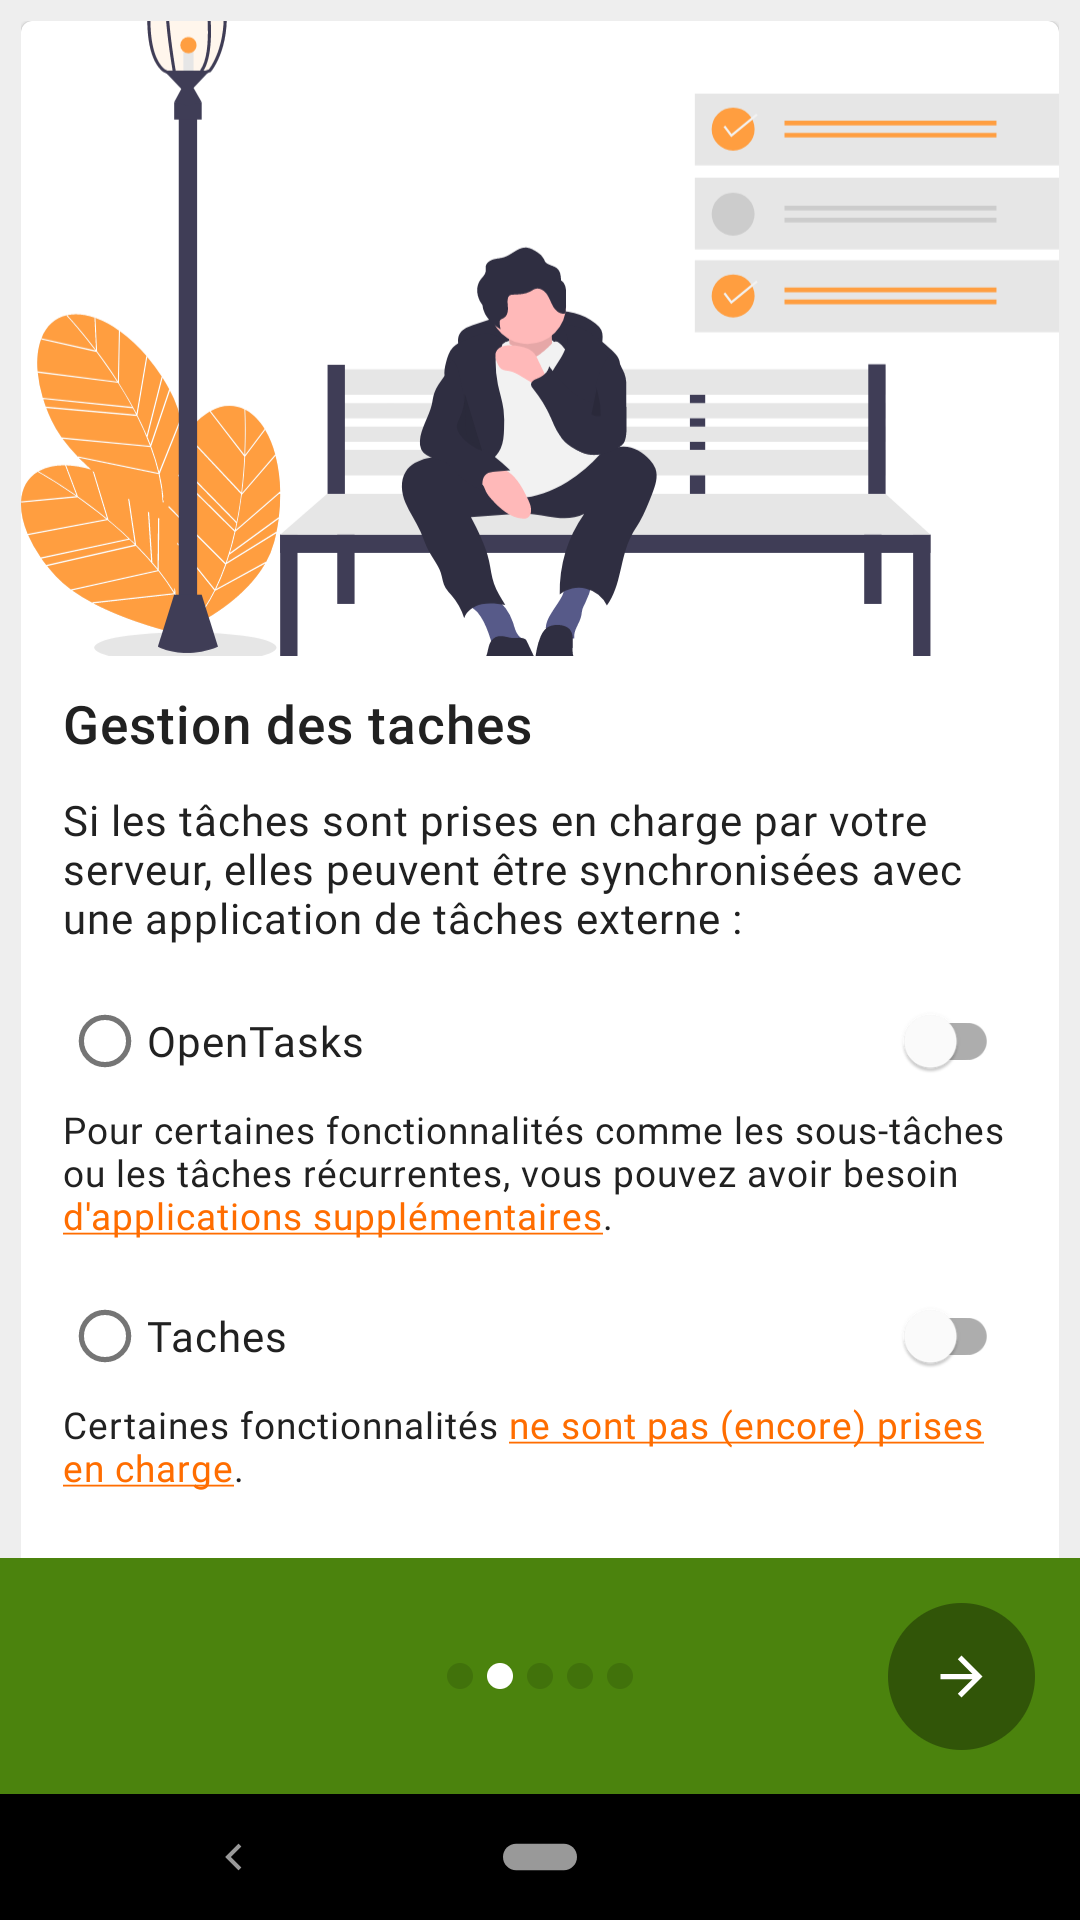 Gestion des taches
Si les tâches sont prises en charge par votre
serveur, elles peuvent être synchronisées avec
une application de tâches externe :
OpenTasks
Pour certaines fonctionnalités comme les sous-tâches
ou les tâches récurrentes, vous pouvez avoir besoin
d'applications supplémentaires.
Taches
Certaines fonctionnalités ne sont pas (encore) prises
en charge.